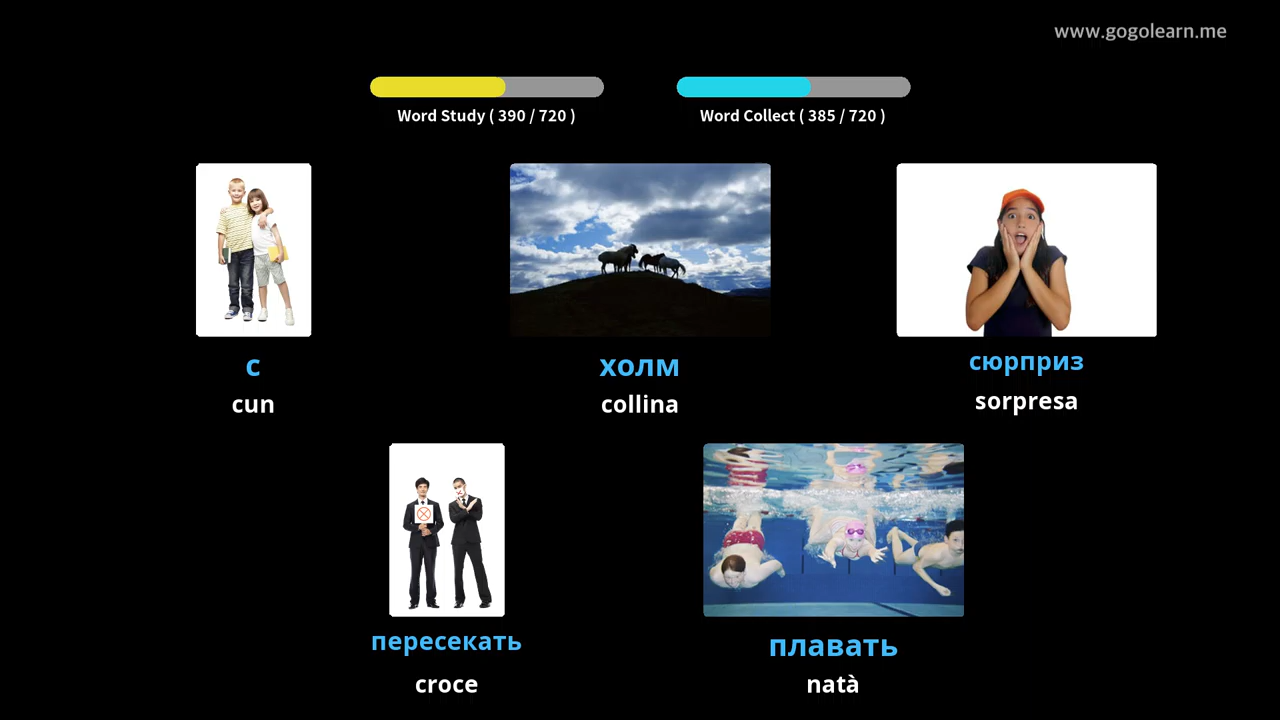 www.gogolearn.me
Word Study ( 390 / 720 )
Word Collect ( 385 / 720 )
с
cun
холм
collina
сюрприз
sorpresa
пересекать
croce
плавать
natà